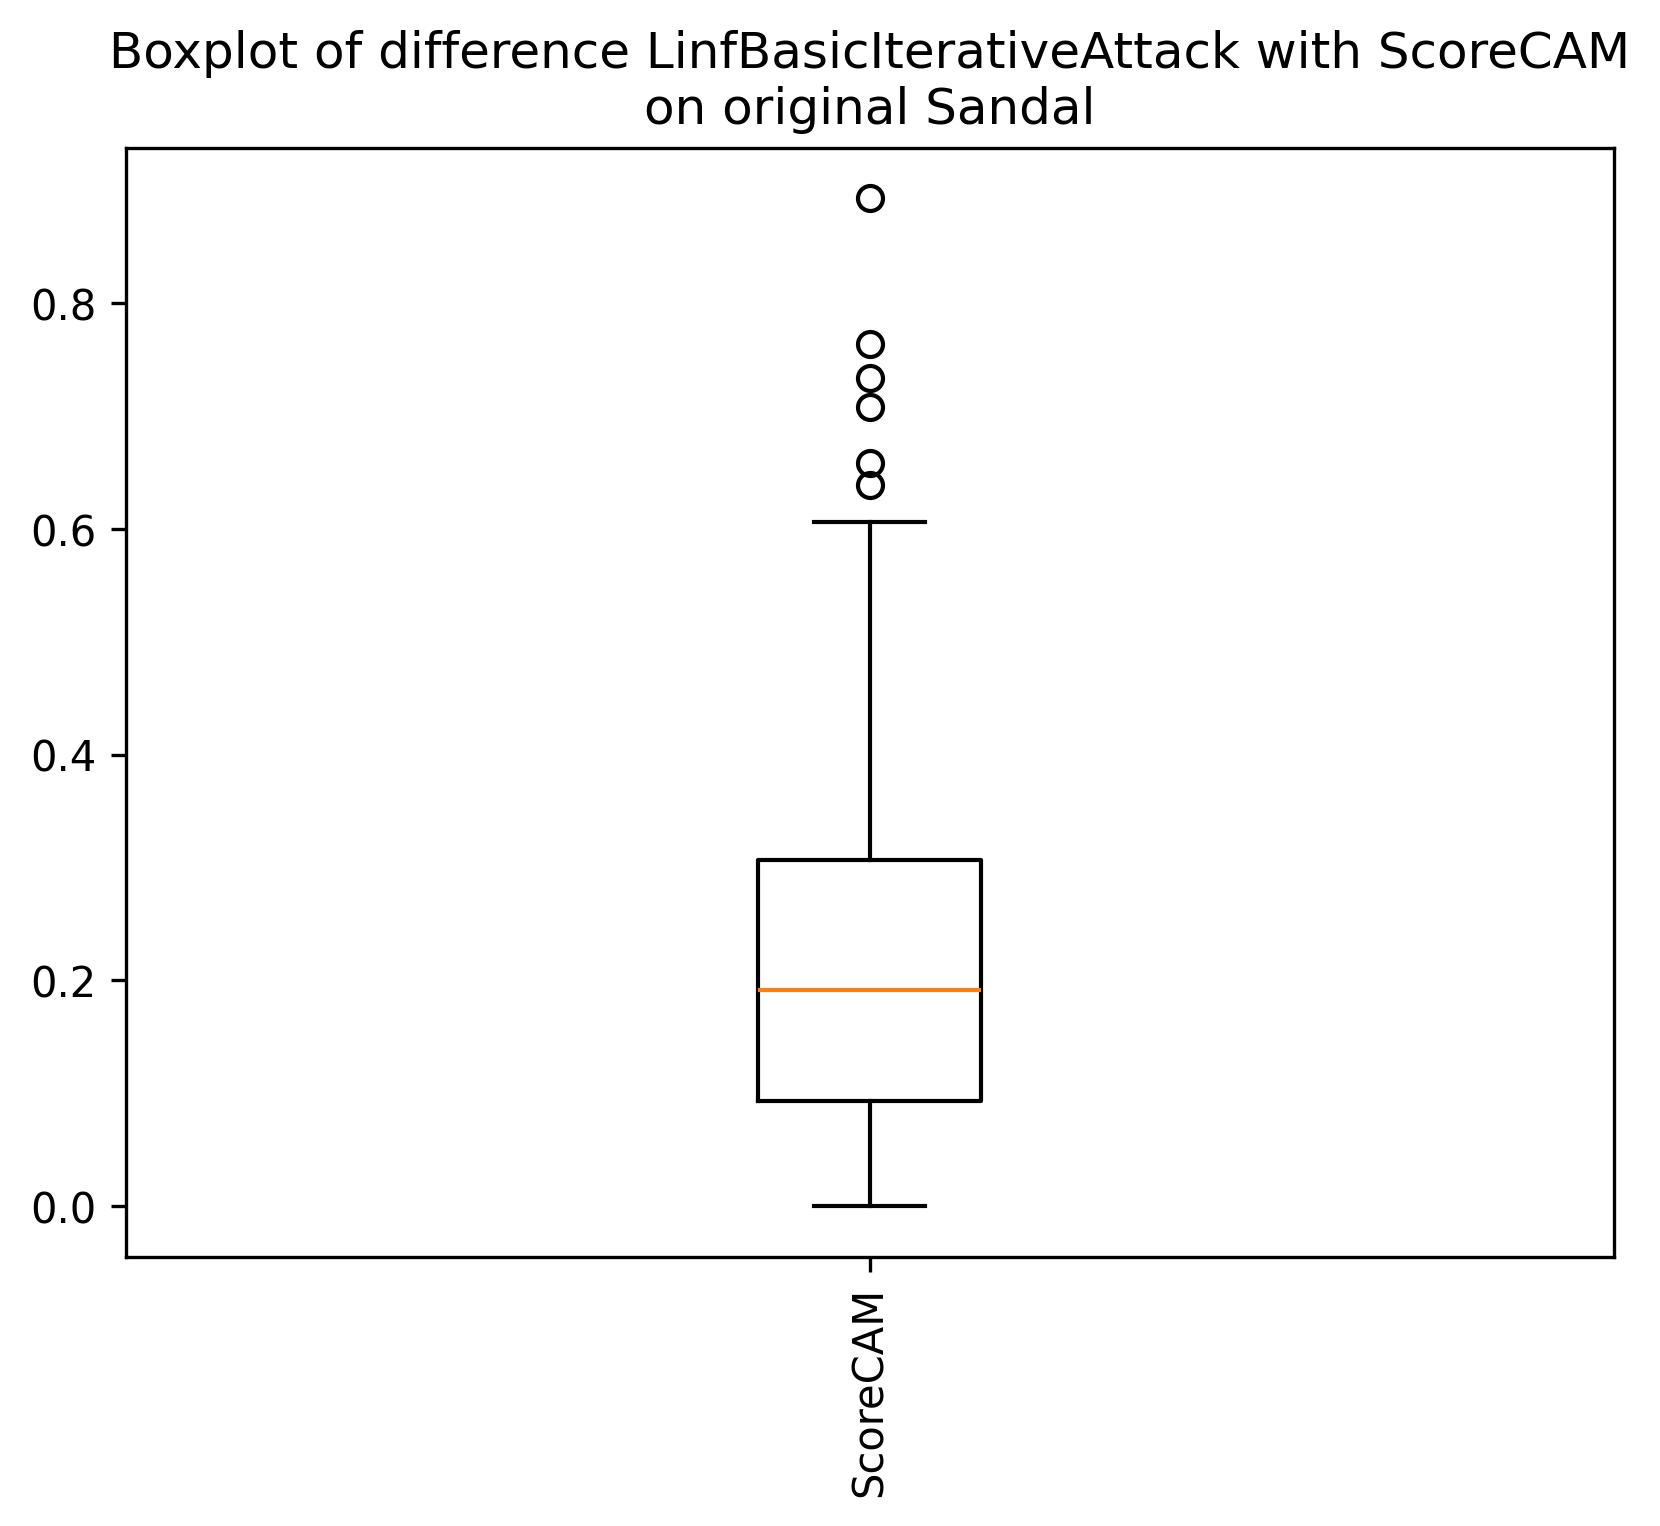 Boxplot of difference LinfBasicIterativeAttack with ScoreCAM
on original Sandal
0.8
0.6
0.4
0.2
0.0
ScoreCAM